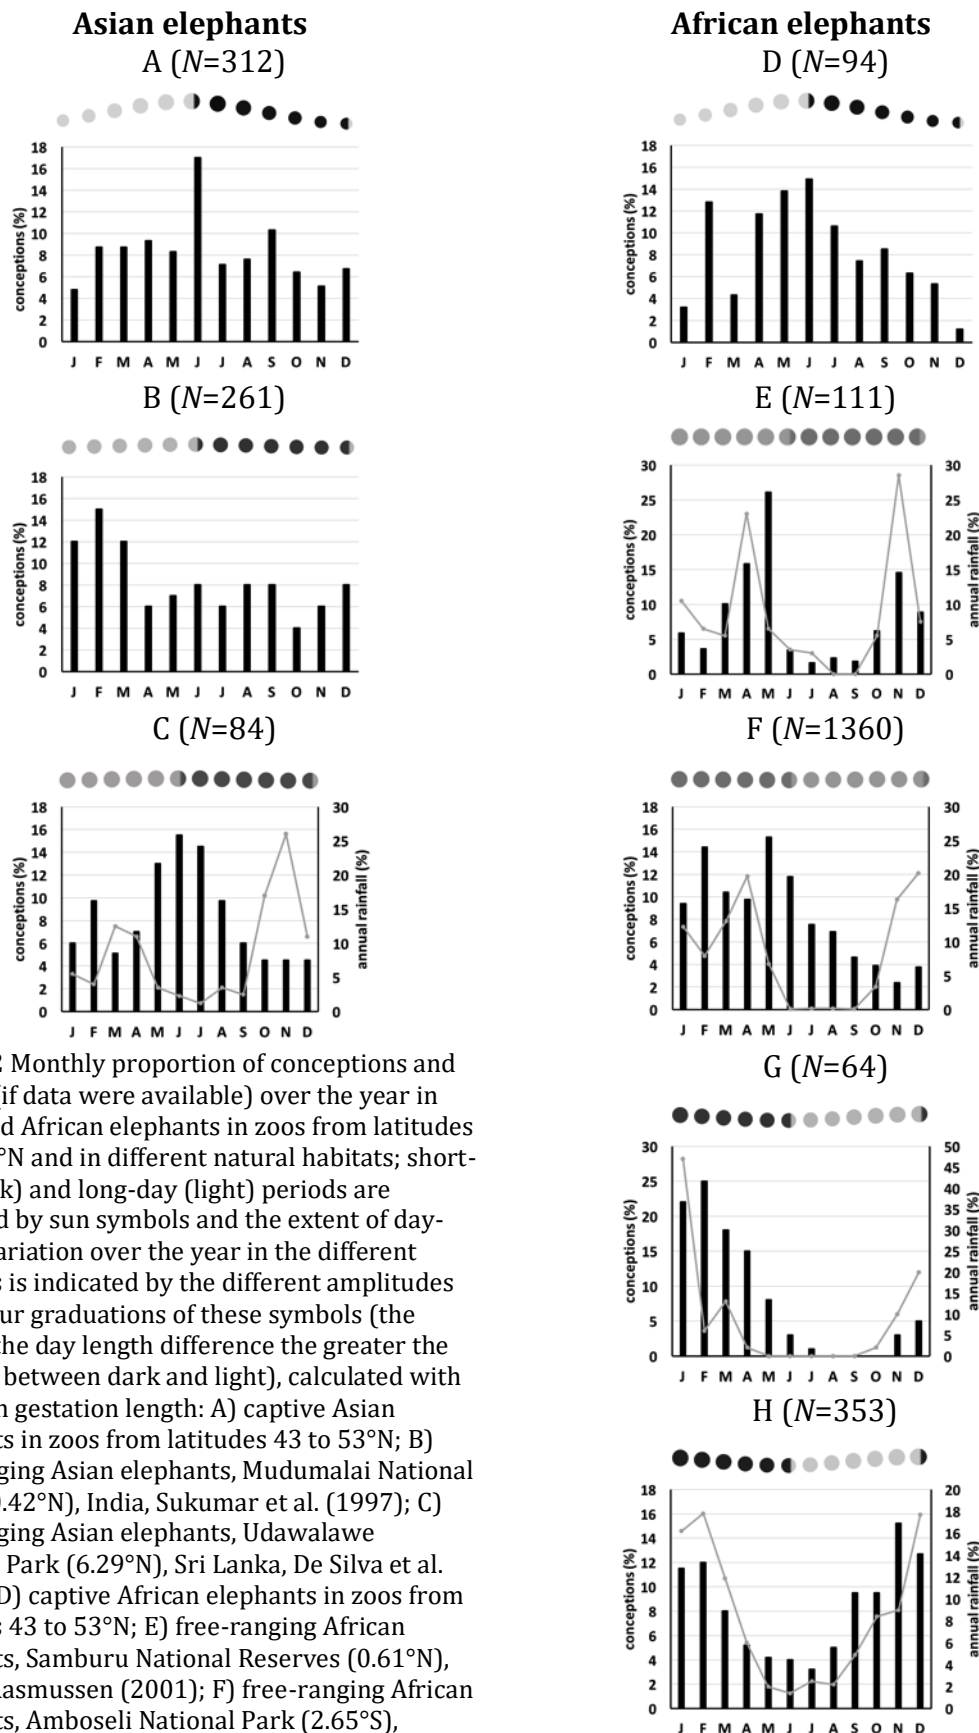 Asian elephants
A (N=312)
18
16
14
12
10
8
6
4
2
0
conceptions (%)
J F M A M J J A S O N D
B (N=261)
18
16
14
12
10
8
6
4
2
0
conceptions (%)
J F M A M J J A S O N D
C (N=84)
18
16
14
12
10
8
6
4
2
0
conceptions (%)
30
25
20
15
10
5
0
annual rainfall (%)
J F M A M J J A S O N D
2 Monthly proportion of conceptions and
(if data were available) over the year in
d African elephants in zoos from latitudes
°N and in different natural habitats; short-
k) and long-day (light) periods are
d by sun symbols and the extent of day-
ariation over the year in the different
s is indicated by the different amplitudes
ur graduations of these symbols (the
the day length difference the greater the
between dark and light), calculated with
n gestation length: A) captive Asian
ts in zoos from latitudes 43 to 53°N; B)
ging Asian elephants, Mudumalai National
.42°N), India, Sukumar et al. (1997); C)
ging Asian elephants, Udawalawe
Park (6.29°N), Sri Lanka, De Silva et al.
D) captive African elephants in zoos from
s 43 to 53°N; E) free-ranging African
ts, Samburu National Reserves (0.61°N),
Rasmussen (2001); F) free-ranging African
ts, Amboseli National Park (2.65°S),
African elephants
D (N=94)
18
16
14
12
10
8
6
4
2
0
conceptions (%)
J F M A M J J A S O N D
E (N=111)
30
25
20
15
10
5
0
conceptions (%)
30
25
20
15
10
5
0
annual rainfall (%)
J F M A M J J A S O N D
F (N=1360)
18
16
14
12
10
8
6
4
2
0
conceptions (%)
30
25
20
15
10
5
0
annual rainfall (%)
J F M A M J J A S O N D
G (N=64)
30
25
20
15
10
5
0
conceptions (%)
50
45
40
35
30
25
20
15
10
5
0
annual rainfall (%)
J F M A M J J A S O N D
H (N=353)
18
16
14
12
10
8
6
4
2
0
conceptions (%)
20
18
16
14
12
10
8
6
4
2
0
annual rainfall (%)
J F M A M J J A S O N D